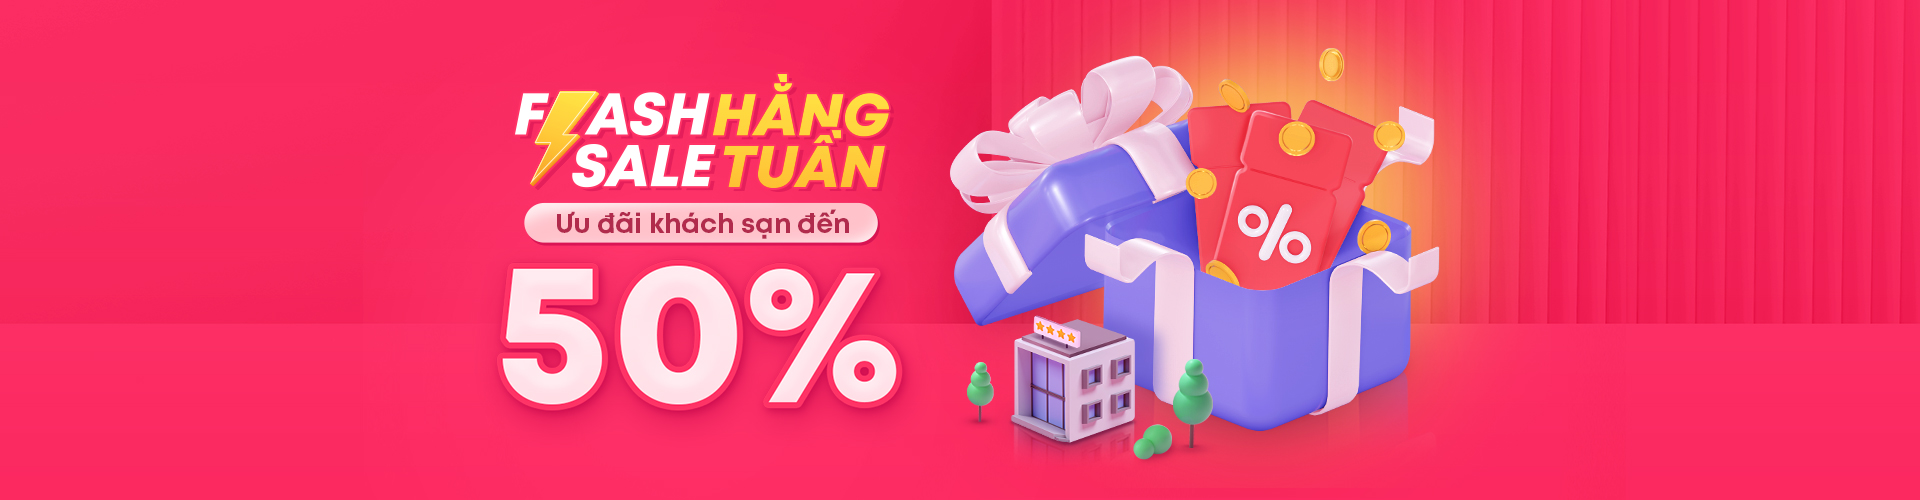 FLASH HẰNG
SALE TUẦN
Ưu đãi khách sạn đến
50%
%